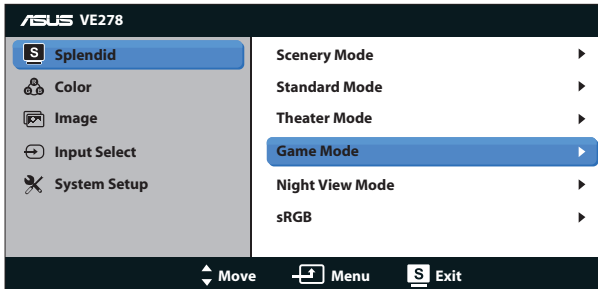 ASUS VE278
S Splendid
Color
Image
Input Select
System Setup
Scenery Mode
Standard Mode
Theater Mode
Game Mode
Night View Mode
sRGB
Move Menu S Exit